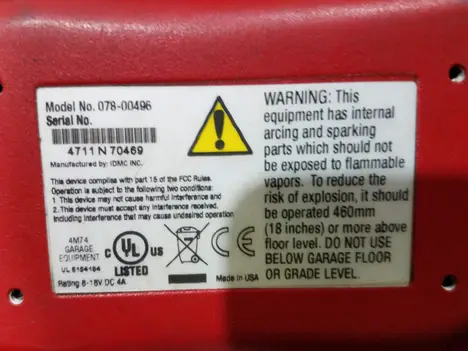 Model No. 078-00496
Serial No.
4711 N 70469
Manufactured by: IDMC INC.
This device complies with part 15 of the FCC Rules.
Operation is subject to the following two conditions:
1 This device may not cause harmful interference and
2. This device must accept any interference received,
including interference that may cause undesired operation
4M74
GARAGE
EQUIPMENT
UL 6194184
C UL US
LISTED
CE
Rating 8-18V DC 4A
Made in USA
WARNING: This
equipment has internal
arcing and sparking
parts which should not
be exposed to flammable
vapors. To reduce the
risk of explosion, it should
be operated 460mm
(18 inches) or more above
floor level. DO NOT USE
BELOW GARAGE FLOOR
OR GRADE LEVEL.